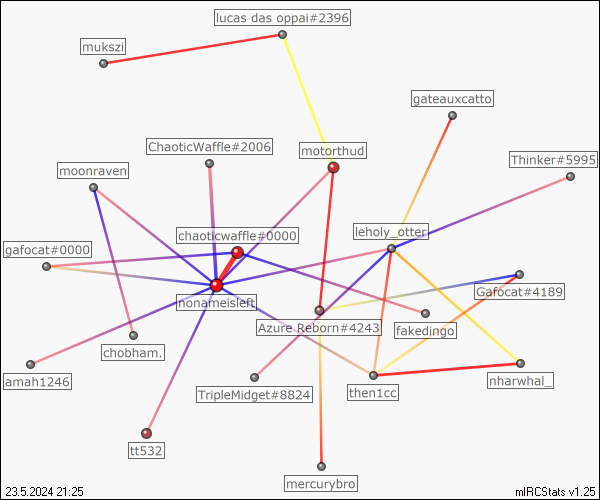 lucas das oppai#2396
mukszi
gateauxcatto
ChaoticWaffle#2006
motorthud
Thinker#5995
moonraven
chaoticwaffle#0000
leholy_otter
gafocat#0000
nonameisleft
Gafocat#4189
Azure Reborn#4243
fakedingo
chobham.
amah1246
TripleMidget#8824
then1cc
nharwhal_
tt532
mercurybro
23.5.2024 21:25
mIRCStats v1.25